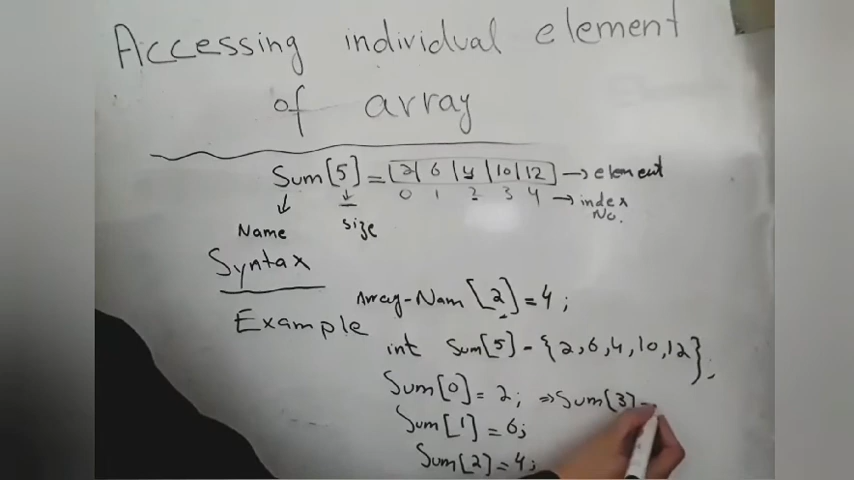 Accessing individual element
of array
Sum[5] = [2| 6 |4 |10| 12] → element
0 1 2 3 4 → index No.
Name size
Syntax
Array-Nam [2] = 4 ;
Example
int Sum[5] = {2,6,4,10,12};
Sum[0] = 2; ⇒ Sum[3] =
Sum[1] = 6;
Sum[2] = 4;